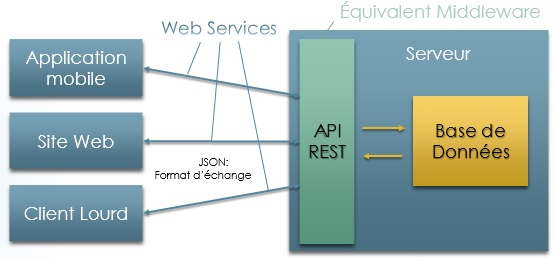 Équivalent Middleware
Web Services
Serveur
Application
mobile
Site Web
Client Lourd
JSON:
Format d'échange
API
REST
Base de
Données